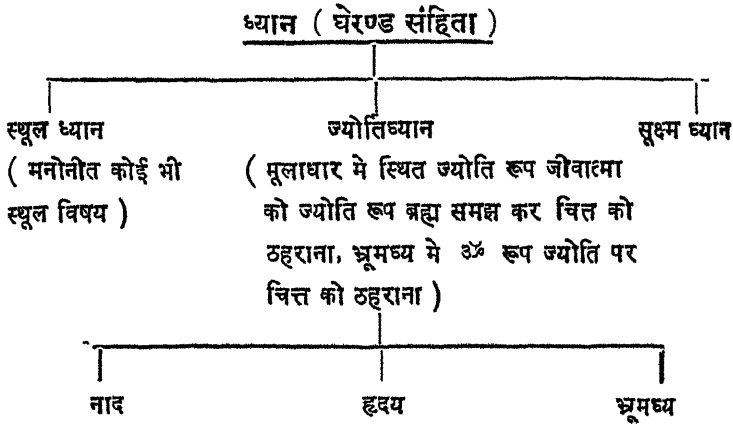 ध्यान ( घेरण्ड संहिता )
स्थूल ध्यान ज्योतिध्यान सूक्ष्म ध्यान
( मनोनीत कोई भी ( मूलाधार मे स्थित ज्योति रूप जीवात्मा
स्थूल विषय ) को ज्योति रूप ब्रह्म समझ कर चित्त को
ठहराना, भ्रूमध्य मे ॐ रूप ज्योति पर
चित्त को ठहराना )
नाद हृदय भ्रूमध्य